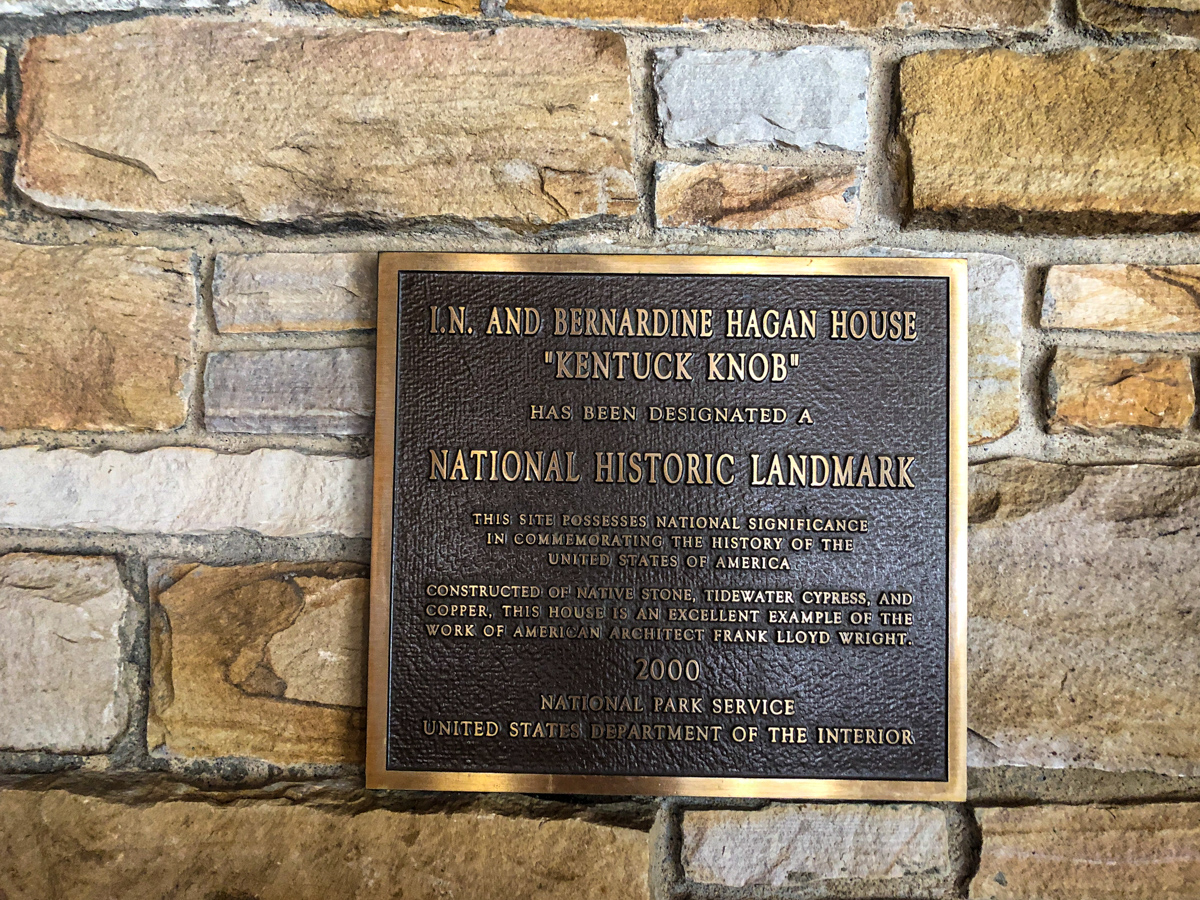 I.N. AND BERNARDINE HAGAN HOUSE
"KENTUCK KNOB"
HAS BEEN DESIGNATED A
NATIONAL HISTORIC LANDMARK
THIS SITE POSSESSES NATIONAL SIGNIFICANCE
IN COMMEMORATING THE HISTORY OF THE
UNITED STATES OF AMERICA
CONSTRUCTED OF NATIVE STONE, TIDEWATER CYPRESS, AND
COPPER, THIS HOUSE IS AN EXCELLENT EXAMPLE OF THE
WORK OF AMERICAN ARCHITECT FRANK LLOYD WRIGHT.
2000
NATIONAL PARK SERVICE
UNITED STATES DEPARTMENT OF THE INTERIOR